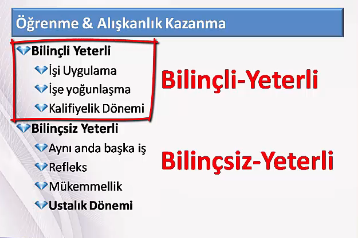 Öğrenme & Alışkanlık Kazanma
Bilinçli Yeterli
İşi Uygulama
İşe yoğunlaşma
Kalifiyelik Dönemi
Bilinçli-Yeterli
Bilinçsiz Yeterli
Aynı anda başka iş
Refleks
Mükemmellik
Ustalık Dönemi
Bilinçsiz-Yeterli